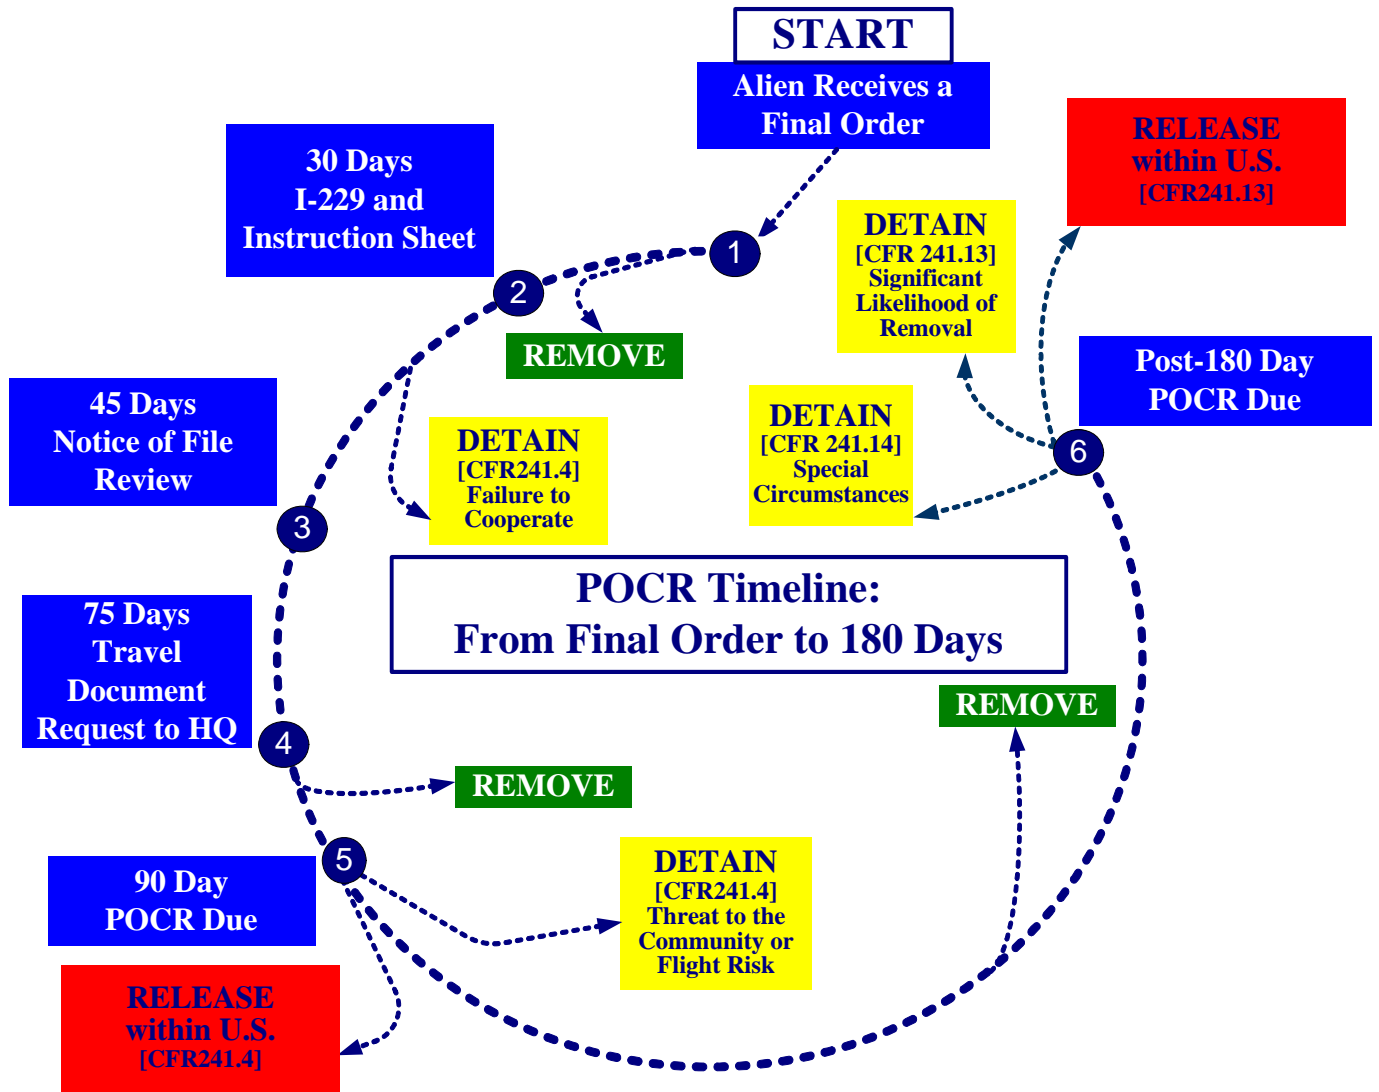 START
Alien Receives a
Final Order
1
30 Days
I-229 and
Instruction Sheet
2
REMOVE
DETAIN
[CFR241.4]
Failure to
Cooperate
45 Days
Notice of File
Review
3
75 Days
Travel
Document
Request to HQ
4
REMOVE
90 Day
POCR Due
5
RELEASE
within U.S.
[CFR241.4]
DETAIN
[CFR241.4]
Threat to the
Community or
Flight Risk
REMOVE
POCR Timeline:
From Final Order to 180 Days
Post-180 Day
POCR Due
6
DETAIN
[CFR 241.14]
Special
Circumstances
DETAIN
[CFR 241.13]
Significant
Likelihood of
Removal
RELEASE
within U.S.
[CFR241.13]